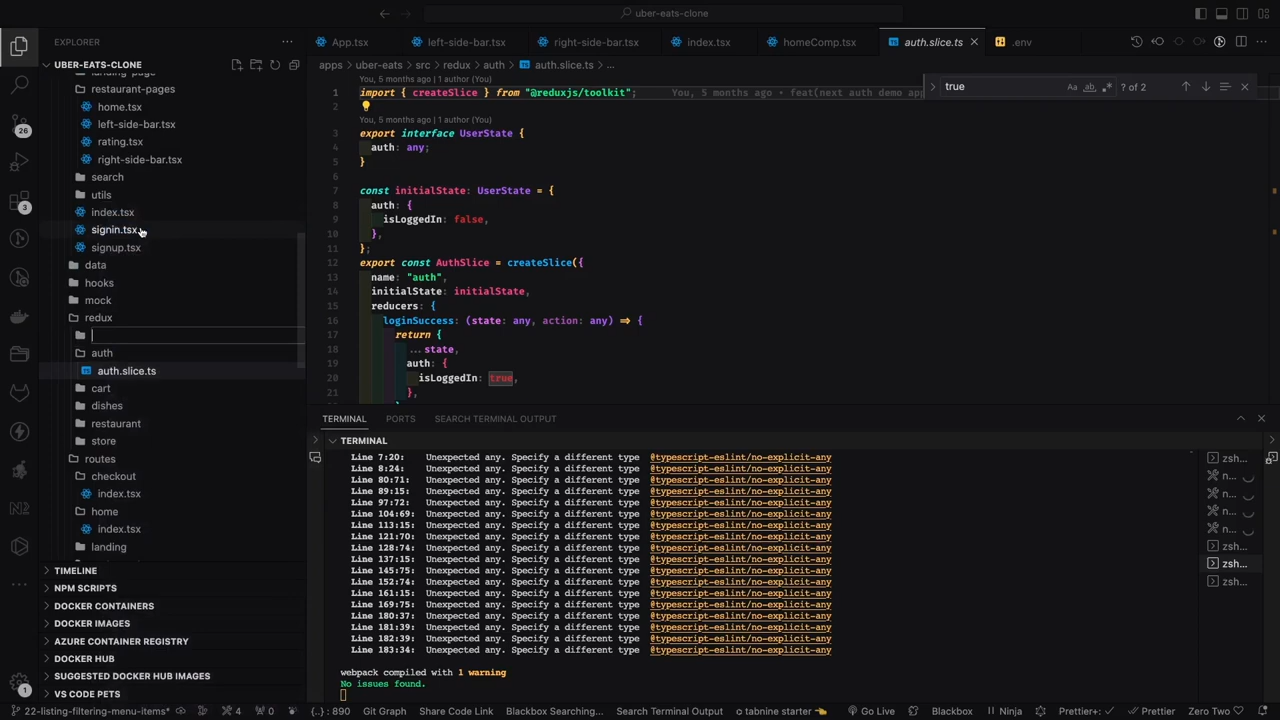 uber-eats-clone
EXPLORER
App.tsx
left-side-bar.tsx
right-side-bar.tsx
index.tsx
homeComp.tsx
auth.slice.ts
.env
UBER-EATS-CLONE
apps > uber-eats > src > redux > auth > auth.slice.ts > ...
landing-page
restaurant-pages
home.tsx
left-side-bar.tsx
rating.tsx
right-side-bar.tsx
search
utils
index.tsx
signin.tsx
signup.tsx
data
hooks
mock
redux
auth
auth.slice.ts
cart
dishes
restaurant
store
routes
checkout
index.tsx
home
index.tsx
landing
TIMELINE
NPM SCRIPTS
DOCKER CONTAINERS
DOCKER IMAGES
AZURE CONTAINER REGISTRY
DOCKER HUB
SUGGESTED DOCKER HUB IMAGES
VS CODE PETS
26
3
1
true
? of 2
You, 5 months ago | 1 author (You)
1 import { createSlice } from "@reduxjs/toolkit"; You, 5 months ago • feat(next auth demo app
2
You, 5 months ago | 1 author (You)
3 export interface UserState {
4 auth: any;
5 }
6
7 const initialState: UserState = {
8 auth: {
9 isLoggedIn: false,
10 },
11 };
12 export const AuthSlice = createSlice({
13 name: "auth",
14 initialState: initialState,
15 reducers: {
16 loginSuccess: (state: any, action: any) => {
17 return {
18 ...state,
19 auth: {
20 isLoggedIn: true,
21 },
TERMINAL PORTS SEARCH TERMINAL OUTPUT
TERMINAL
Line 7:20: Unexpected any. Specify a different type @typescript-eslint/no-explicit-any
Line 8:24: Unexpected any. Specify a different type @typescript-eslint/no-explicit-any
Line 80:71: Unexpected any. Specify a different type @typescript-eslint/no-explicit-any
Line 89:15: Unexpected any. Specify a different type @typescript-eslint/no-explicit-any
Line 97:72: Unexpected any. Specify a different type @typescript-eslint/no-explicit-any
Line 104:69: Unexpected any. Specify a different type @typescript-eslint/no-explicit-any
Line 113:15: Unexpected any. Specify a different type @typescript-eslint/no-explicit-any
Line 121:70: Unexpected any. Specify a different type @typescript-eslint/no-explicit-any
Line 128:74: Unexpected any. Specify a different type @typescript-eslint/no-explicit-any
Line 137:15: Unexpected any. Specify a different type @typescript-eslint/no-explicit-any
Line 145:75: Unexpected any. Specify a different type @typescript-eslint/no-explicit-any
Line 152:74: Unexpected any. Specify a different type @typescript-eslint/no-explicit-any
Line 161:15: Unexpected any. Specify a different type @typescript-eslint/no-explicit-any
Line 169:75: Unexpected any. Specify a different type @typescript-eslint/no-explicit-any
Line 180:37: Unexpected any. Specify a different type @typescript-eslint/no-explicit-any
Line 181:39: Unexpected any. Specify a different type @typescript-eslint/no-explicit-any
Line 182:39: Unexpected any. Specify a different type @typescript-eslint/no-explicit-any
Line 183:34: Unexpected any. Specify a different type @typescript-eslint/no-explicit-any
webpack compiled with 1 warning
No issues found.
zsh...
n...
n...
n...
zsh...
zsh...
zsh...
22-listing-filtering-menu-items* 4 0 {..} : 890 Git Graph Share Code Link Blackbox Searching... Search Terminal Output tabnine starter Go Live Blackbox Ninja Prettier+: Prettier Zero Two